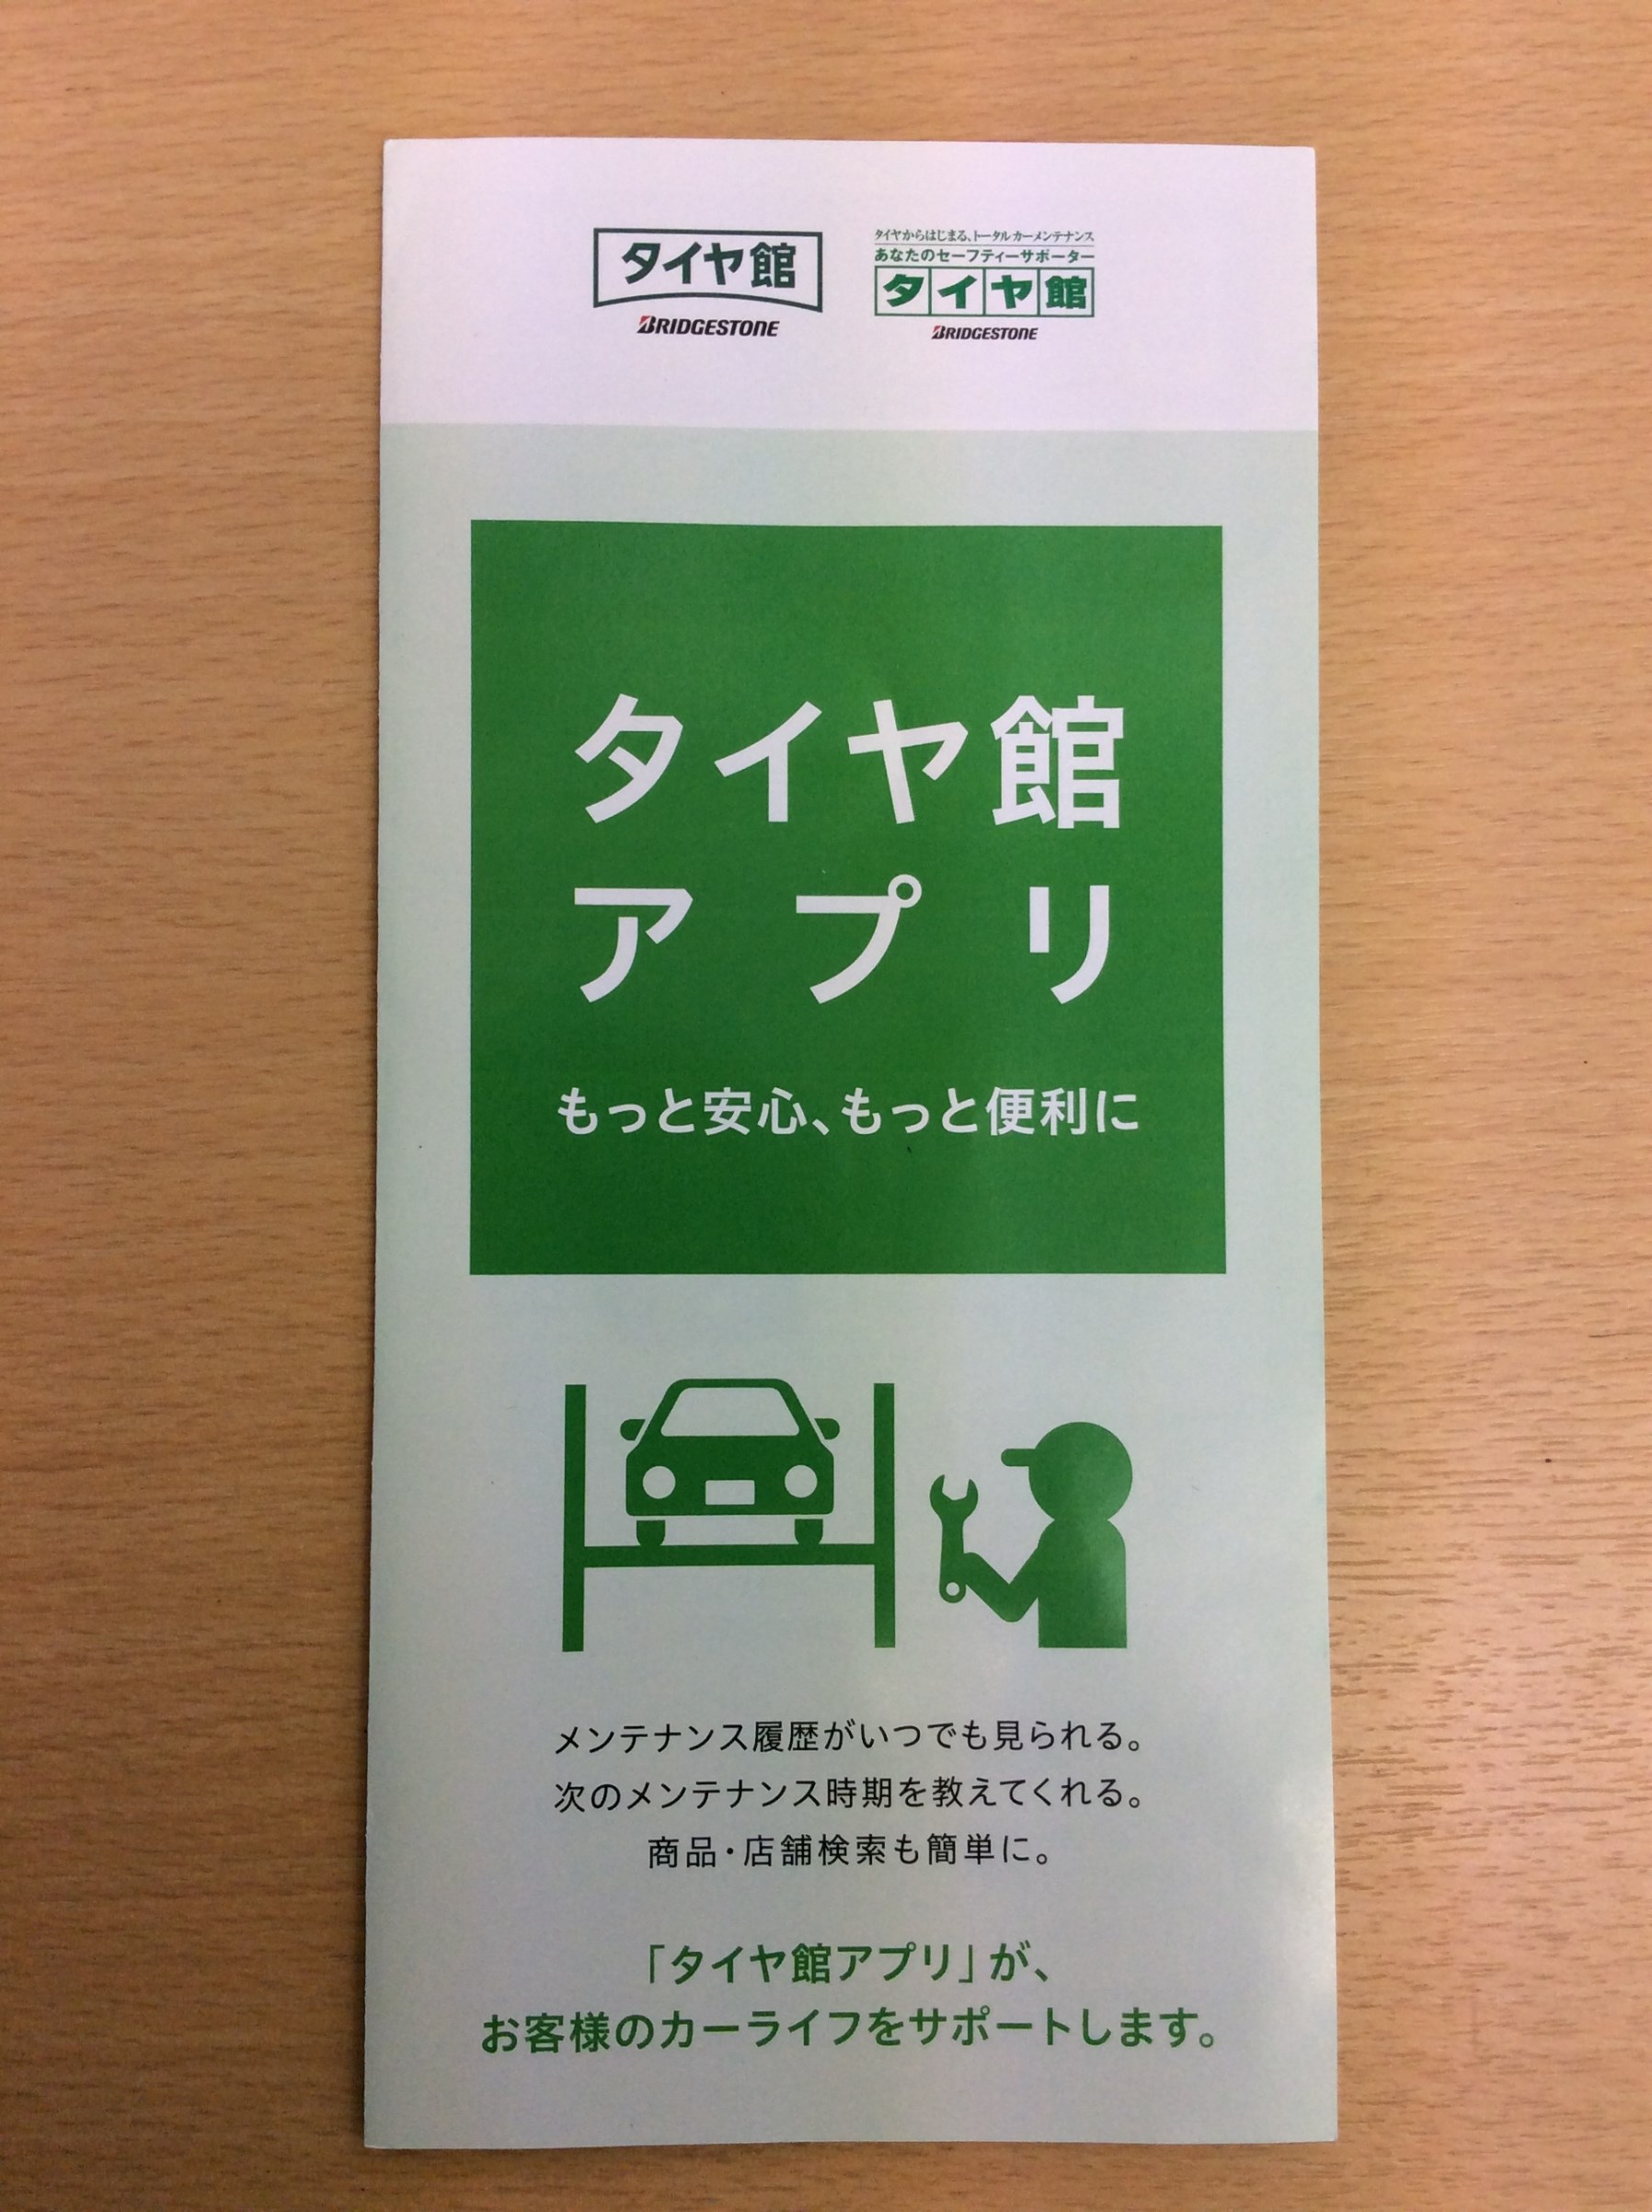 タイヤ館
BRIDGESTONE
タイヤからはじまる、トータルカーメンテナンス
あなたのセーフティーサポーター
タイヤ館
BRIDGESTONE
タイヤ館
アプリ
もっと安心、もっと便利に
メンテナンス履歴がいつでも見られる。
次のメンテナンス時期を教えてくれる。
商品・店舗検索も簡単に。
「タイヤ館アプリ」が、
お客様のカーライフをサポートします。